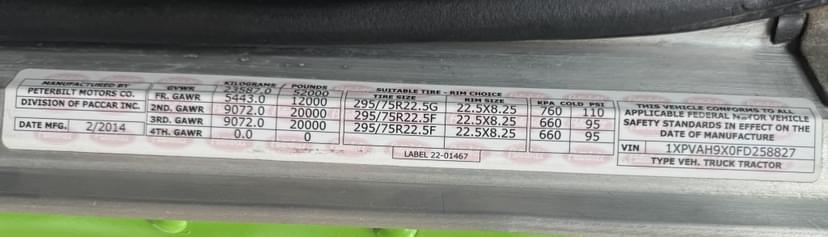 MANUFACTURED BY GVWR KILOGRAMS POUNDS SUITABLE TIRE - RIM CHOICE
PETERBILT MOTORS CO. 23587.0 52000 TIRE SIZE RIM SIZE KPA COLD PSI THIS VEHICLE CONFORMS TO ALL
DIVISION OF PACCAR INC. FR. GAWR 5443.0 12000 295/75R22.5G 22.5X8.25 760 110 APPLICABLE FEDERAL MOTOR VEHICLE
2ND. GAWR 9072.0 20000 295/75R22.5F 22.5X8.25 660 95 SAFETY STANDARDS IN EFFECT ON THE
DATE MFG. 2/2014 3RD. GAWR 9072.0 20000 295/75R22.5F 22.5X8.25 660 95 DATE OF MANUFACTURE
4TH. GAWR 0.0 0 VIN 1XPVAH9X0FD258827
LABEL 22-01467 TYPE VEH. TRUCK TRACTOR